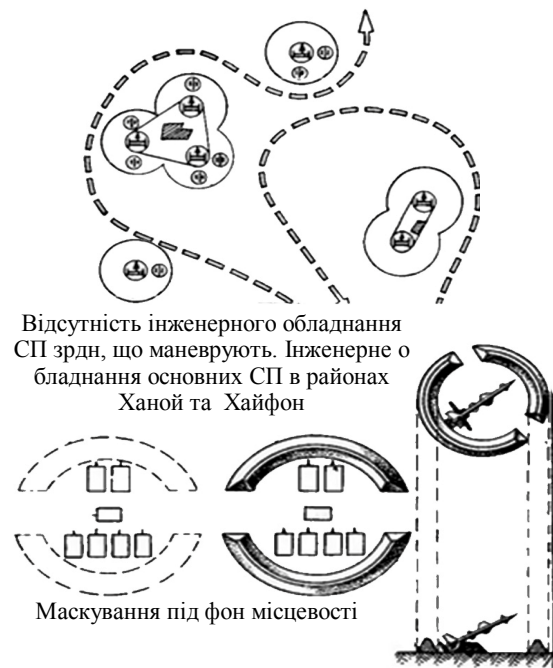 Відсутність інженерного обладнання
СП зрдн, що маневрують. Інженерне о
бладнання основних СП в районах
Ханой та Хайфон
Маскування під фон місцевості